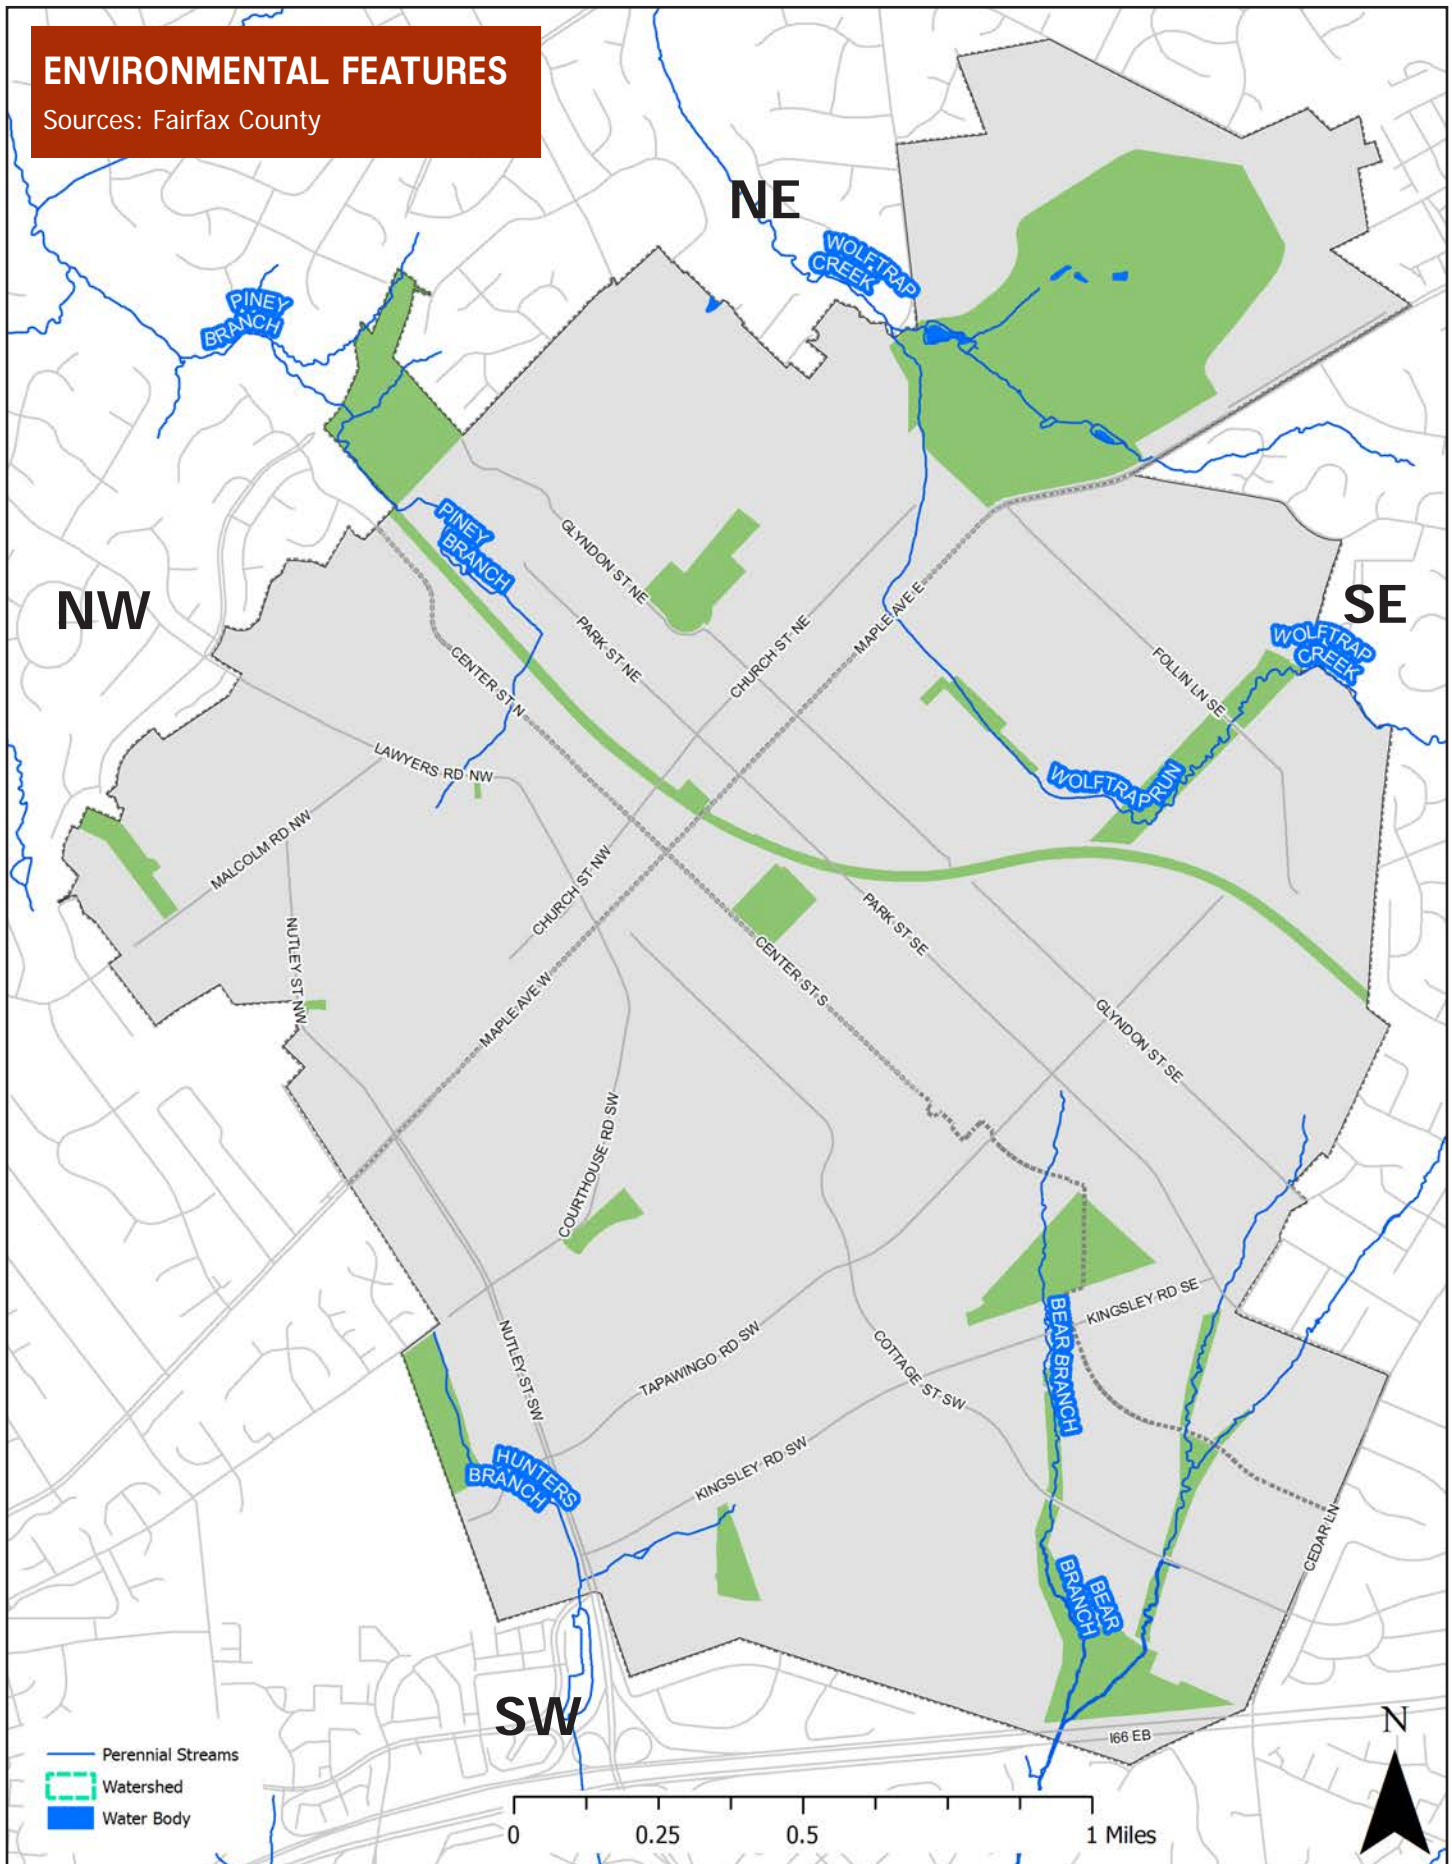 ENVIRONMENTAL FEATURES
Sources: Fairfax County
NE
WOLFTRAP
CREEK
PINEY
BRANCH
PINEY
BRANCH
GLYNDON ST NE
NW
SE
PARK ST NE
CHURCH ST NE
MAPLE AVE E
WOLFTRAP
CREEK
FOLLIN LN SE
CENTER ST N
LAWYERS RD NW
WOLFTRAP RUN
MALCOLM RD NW
CHURCH ST NW
PARK ST SE
NUTLEY ST NW
CENTER ST S
MAPLE AVE W
GLYNDON ST SE
COURTHOUSE RD SW
KINGSLEY RD SE
BEAR BRANCH
NUTLEY ST SW
TAPAWINGO RD SW
COTTAGE ST SW
HUNTERS
BRANCH
KINGSLEY RD SW
CEDAR LN
BEAR
BRANCH
SW
I66 EB
N
Perennial Streams
Watershed
Water Body
0
0.25
0.5
1 Miles